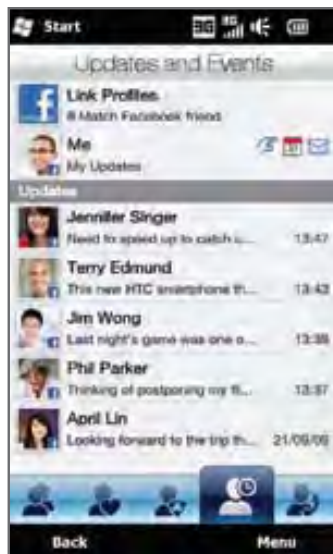 Start
3G
Updates and Events
Link Profiles
8 Match Facebook friend
Me
My Updates
Updates
Jennifer Singer
Need to speed up to catch u... 13:47
Terry Edmund
This new HTC smartphone th... 13:43
Jim Wong
Last night's game was one o... 13:38
Phil Parker
Thinking of postponing my fl... 13:37
April Lin
Looking forward to the trip th... 21/09/09
Back Menu